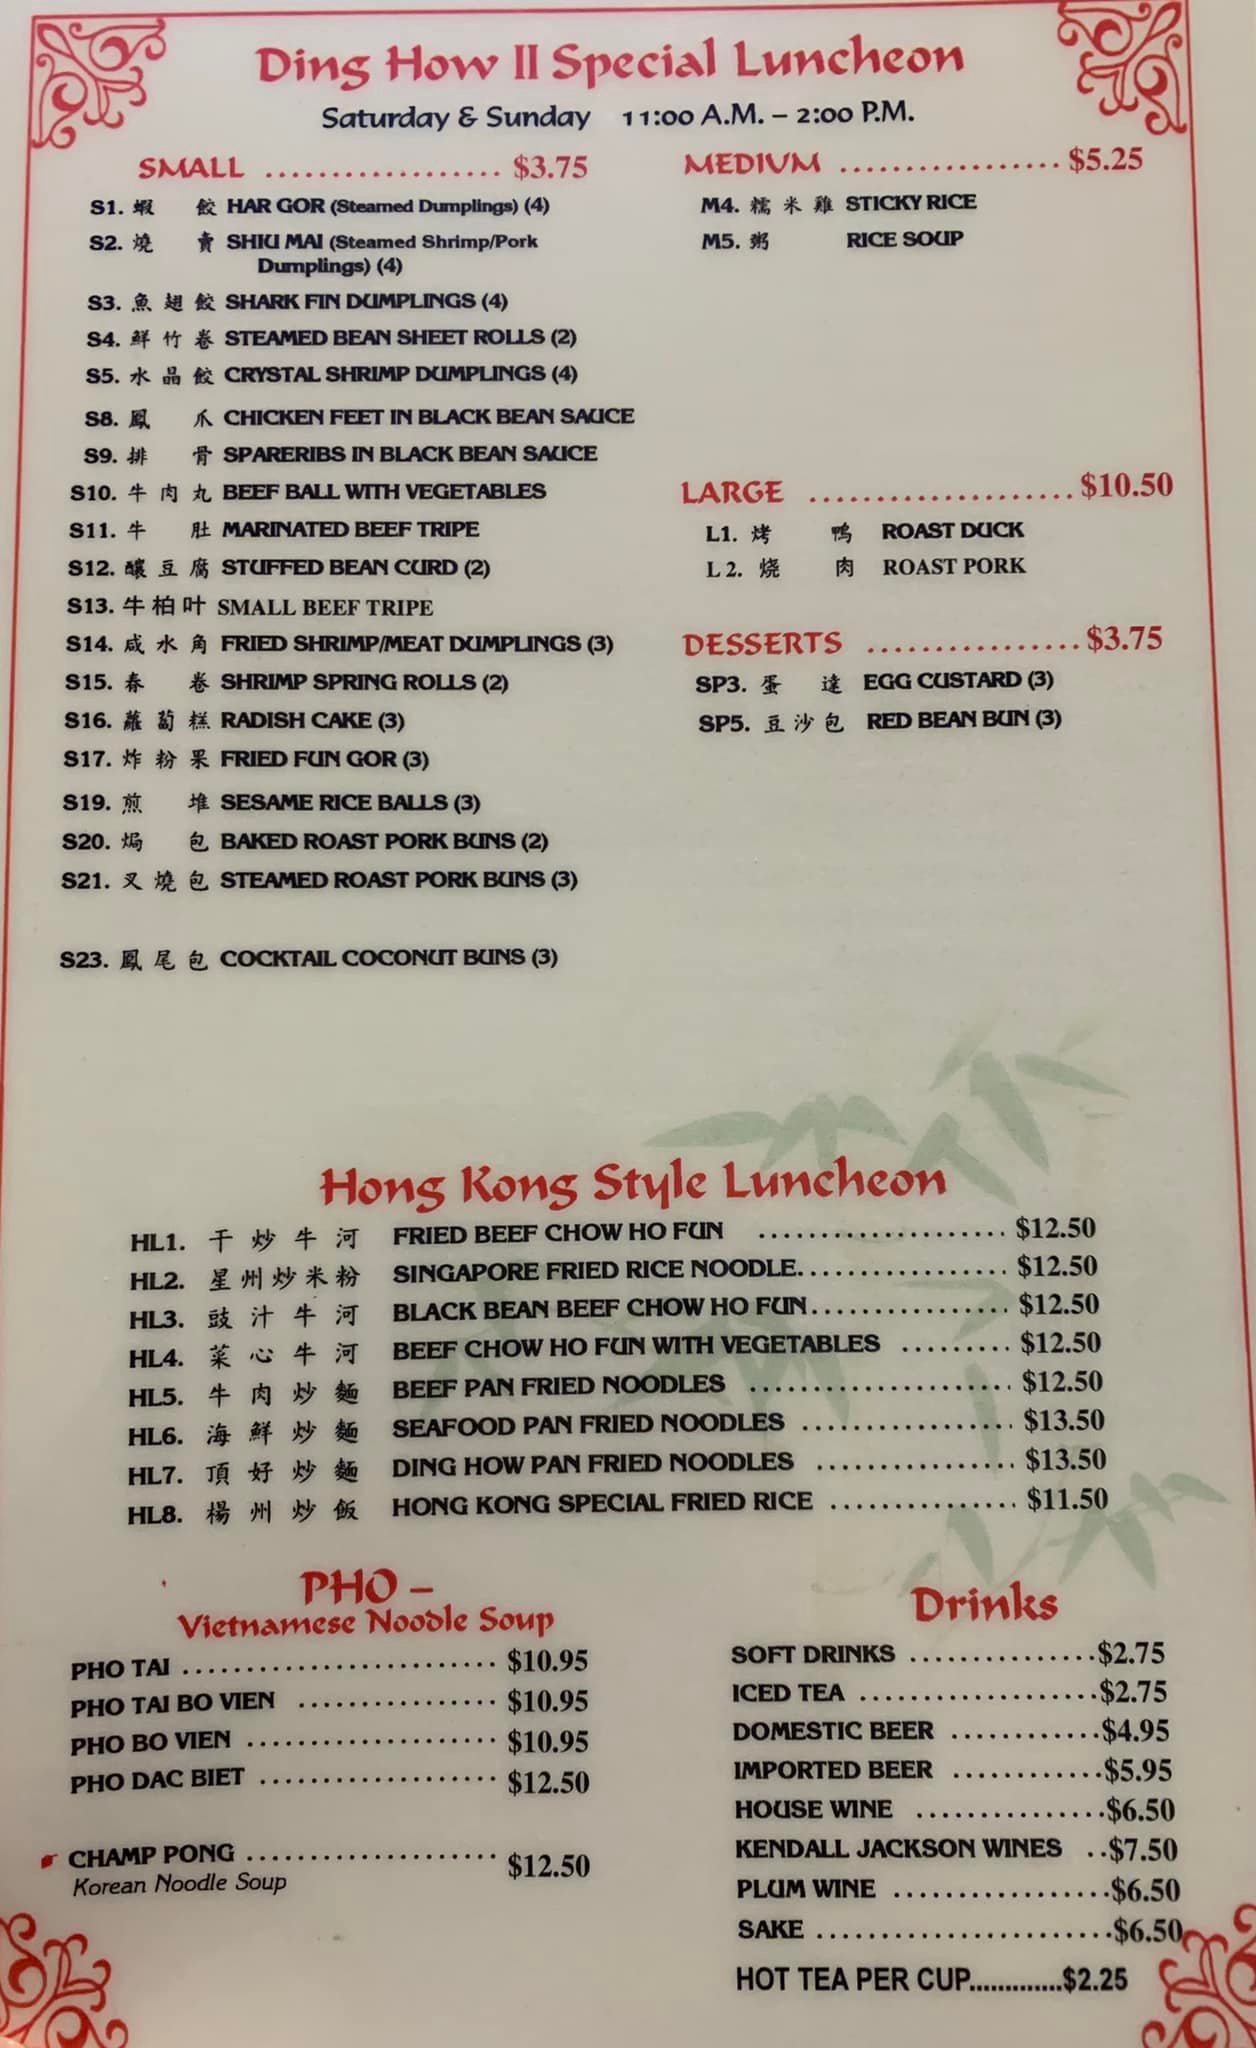 Ding How II Special Luncheon
Saturday & Sunday 11:00 A.M. – 2:00 P.M.
SMALL .................. $3.75
S1. 蝦 餃 HAR GOR (Steamed Dumplings) (4)
S2. 燒 賣 SHIU MAI (Steamed Shrimp/Pork
Dumplings) (4)
S3. 魚翅餃 SHARK FIN DUMPLINGS (4)
S4. 鮮竹卷 STEAMED BEAN SHEET ROLLS (2)
S5. 水晶餃 CRYSTAL SHRIMP DUMPLINGS (4)
S8. 鳳 爪 CHICKEN FEET IN BLACK BEAN SAUCE
S9. 排 骨 SPARERIBS IN BLACK BEAN SAUCE
S10. 牛肉丸 BEEF BALL WITH VEGETABLES
S11. 牛 肚 MARINATED BEEF TRIPE
S12. 釀豆腐 STUFFED BEAN CURD (2)
S13. 牛柏叶 SMALL BEEF TRIPE
S14. 咸水角 FRIED SHRIMP/MEAT DUMPLINGS (3)
S15. 春 卷 SHRIMP SPRING ROLLS (2)
S16. 蘿蔔糕 RADISH CAKE (3)
S17. 炸粉果 FRIED FUN GOR (3)
S19. 煎 堆 SESAME RICE BALLS (3)
S20. 焗 包 BAKED ROAST PORK BUNS (2)
S21. 叉燒包 STEAMED ROAST PORK BUNS (3)
S23. 鳳尾包 COCKTAIL COCONUT BUNS (3)
MEDIUM ................. $5.25
M4. 糯米雞 STICKY RICE
M5. 粥 RICE SOUP
LARGE .................... $10.50
L1. 烤 鴨 ROAST DUCK
L2. 烧 肉 ROAST PORK
DESSERTS ................ $3.75
SP3. 蛋 達 EGG CUSTARD (3)
SP5. 豆沙包 RED BEAN BUN (3)
Hong Kong Style Luncheon
HL1. 干炒牛河 FRIED BEEF CHOW HO FUN ................... $12.50
HL2. 星州炒米粉 SINGAPORE FRIED RICE NOODLE................ $12.50
HL3. 豉汁牛河 BLACK BEAN BEEF CHOW HO FUN............... $12.50
HL4. 菜心牛河 BEEF CHOW HO FUN WITH VEGETABLES ......... $12.50
HL5. 牛肉炒麵 BEEF PAN FRIED NOODLES .................... $12.50
HL6. 海鮮炒麵 SEAFOOD PAN FRIED NOODLES ................ $13.50
HL7. 頂好炒麵 DING HOW PAN FRIED NOODLES ............... $13.50
HL8. 楊州炒飯 HONG KONG SPECIAL FRIED RICE .............. $11.50
PHO –
Vietnamese Noodle Soup
PHO TAI ......................... $10.95
PHO TAI BO VIEN ................ $10.95
PHO BO VIEN .................... $10.95
PHO DAC BIET ................... $12.50
CHAMP PONG .................... $12.50
Korean Noodle Soup
Drinks
SOFT DRINKS ...............$2.75
ICED TEA ...................$2.75
DOMESTIC BEER ............$4.95
IMPORTED BEER ............$5.95
HOUSE WINE ...............$6.50
KENDALL JACKSON WINES ..$7.50
PLUM WINE .................$6.50
SAKE .......................$6.50
HOT TEA PER CUP.............$2.25